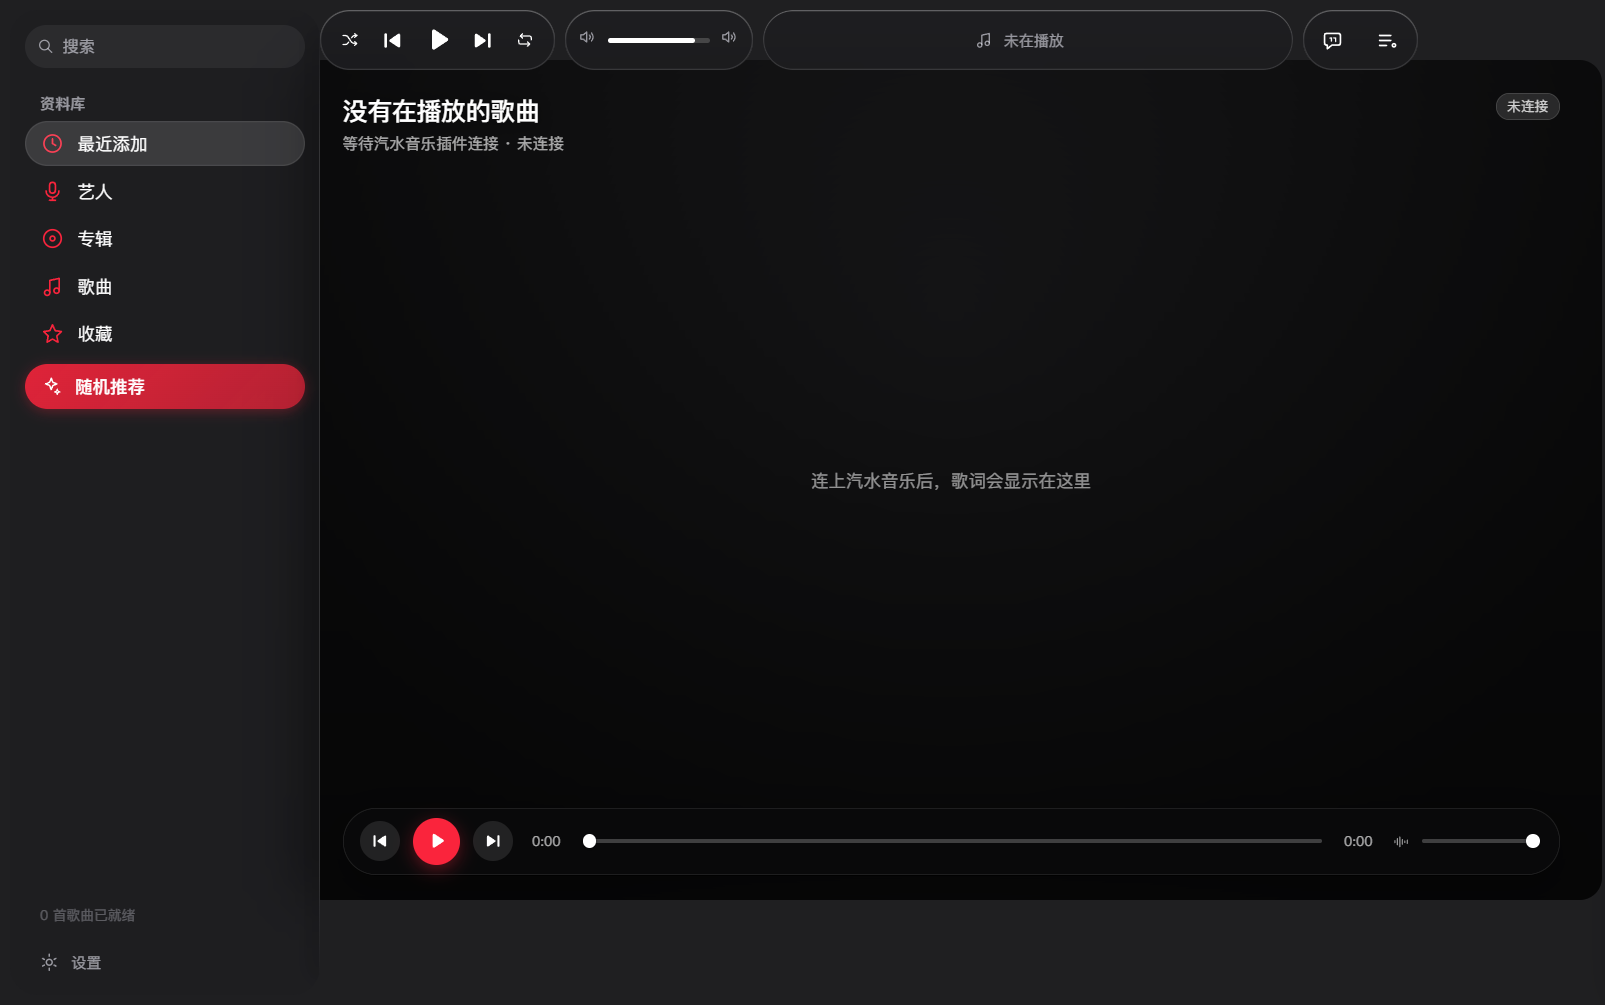 搜索
资料库
最近添加
艺人
专辑
歌曲
收藏
随机推荐
0 首歌曲已就绪
设置
未在播放
没有在播放的歌曲
未连接
等待汽水音乐插件连接 · 未连接
连上汽水音乐后，歌词会显示在这里
0:00
0:00